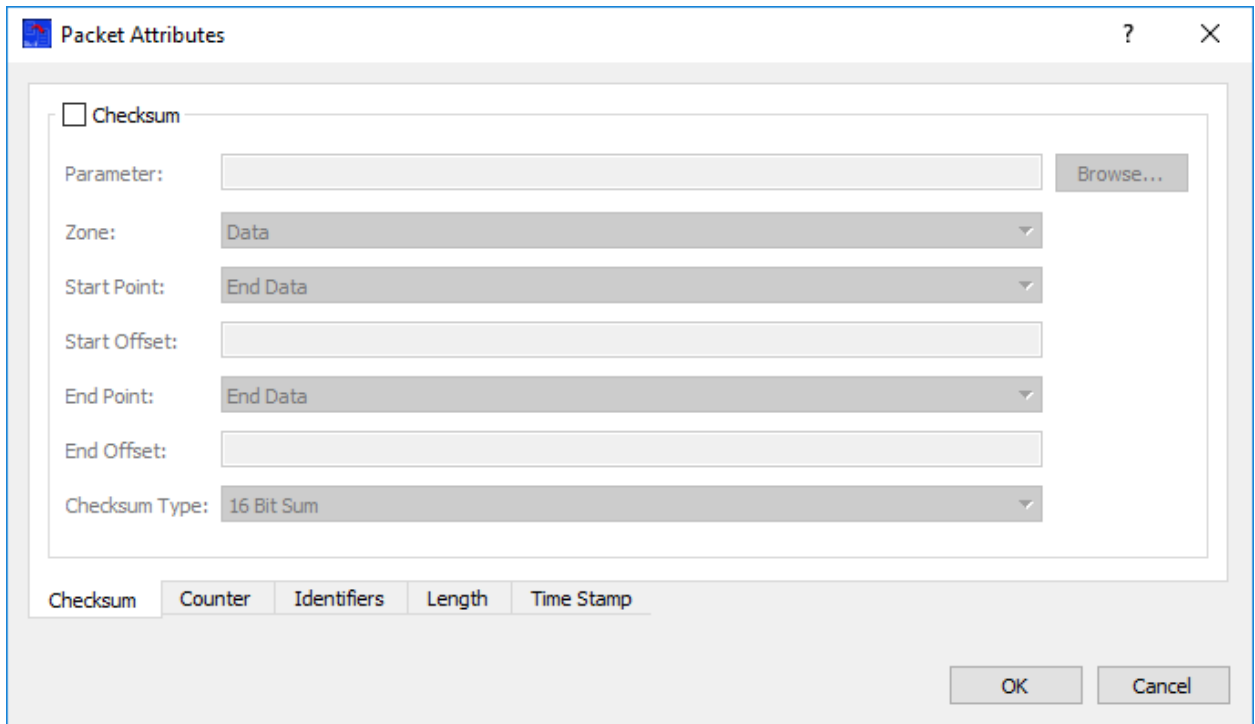 Packet Attributes ?
Checksum
Parameter: Browse...
Zone: Data
Start Point: End Data
Start Offset:
End Point: End Data
End Offset:
Checksum Type: 16 Bit Sum
Checksum Counter Identifiers Length Time Stamp
OK Cancel